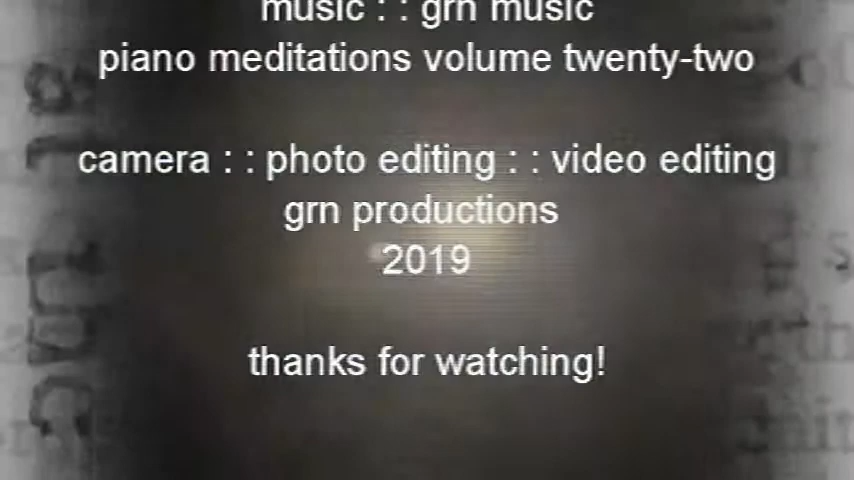 music : : grn music
piano meditations volume twenty-two
camera : : photo editing : : video editing
grn productions
2019
thanks for watching!